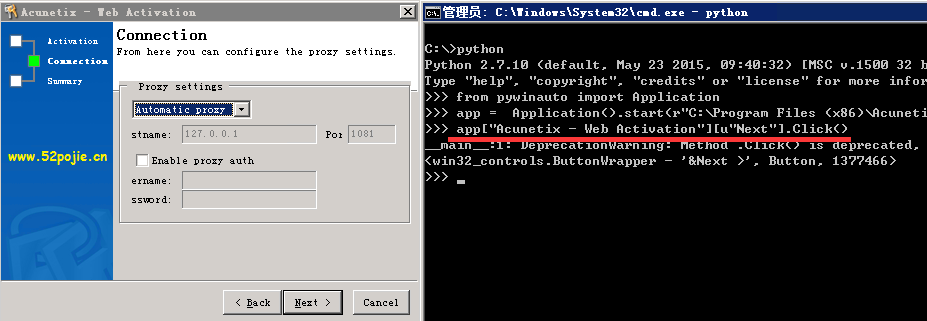 Acunetix - Web Activation
Activation
Connection
Summary
www.52pojie.cn
Connection
From here you can configure the proxy settings.
Proxy settings
Automatic proxy
stname: 127.0.0.1 Por 1081
Enable proxy auth
ername:
ssword:
< Back Next > Cancel
管理员: C:\Windows\System32\cmd.exe - python
C:\>python
Python 2.7.10 (default, May 23 2015, 09:40:32) [MSC v.1500 32 b
Type "help", "copyright", "credits" or "license" for more infor
>>> from pywinauto import Application
>>> app = Application().start(r"C:\Program Files (x86)\Acuneti
>>> app["Acunetix - Web Activation"][u"Next"].Click()
__main__:1: DeprecationWarning: Method .Click() is deprecated,
<win32_controls.ButtonWrapper - '&Next >', Button, 1377466>
>>>